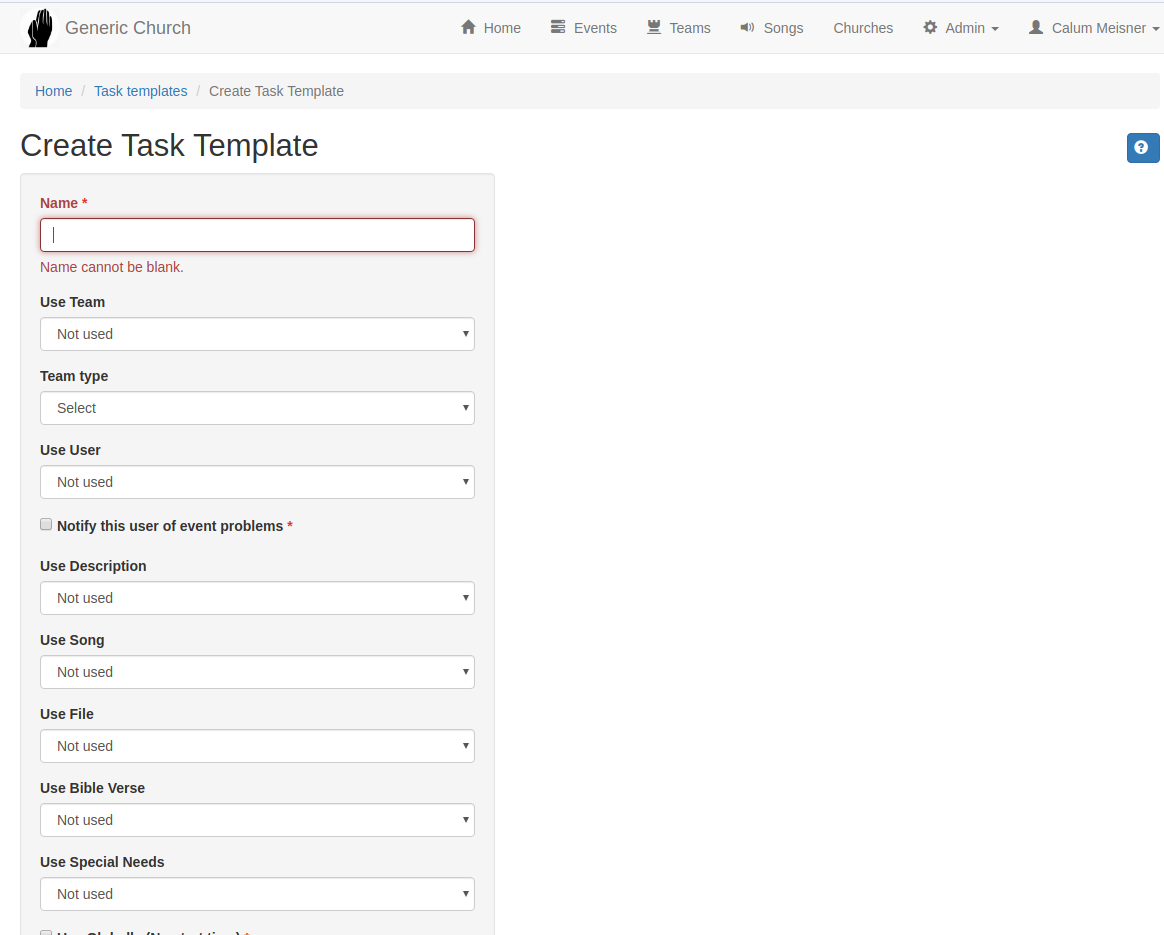 Generic Church Home Events Teams Songs Churches Admin Calum Meisner
Home / Task templates / Create Task Template
Create Task Template
Name *
Name cannot be blank.
Use Team
Not used
Team type
Select
Use User
Not used
Notify this user of event problems *
Use Description
Not used
Use Song
Not used
Use File
Not used
Use Bible Verse
Not used
Use Special Needs
Not used